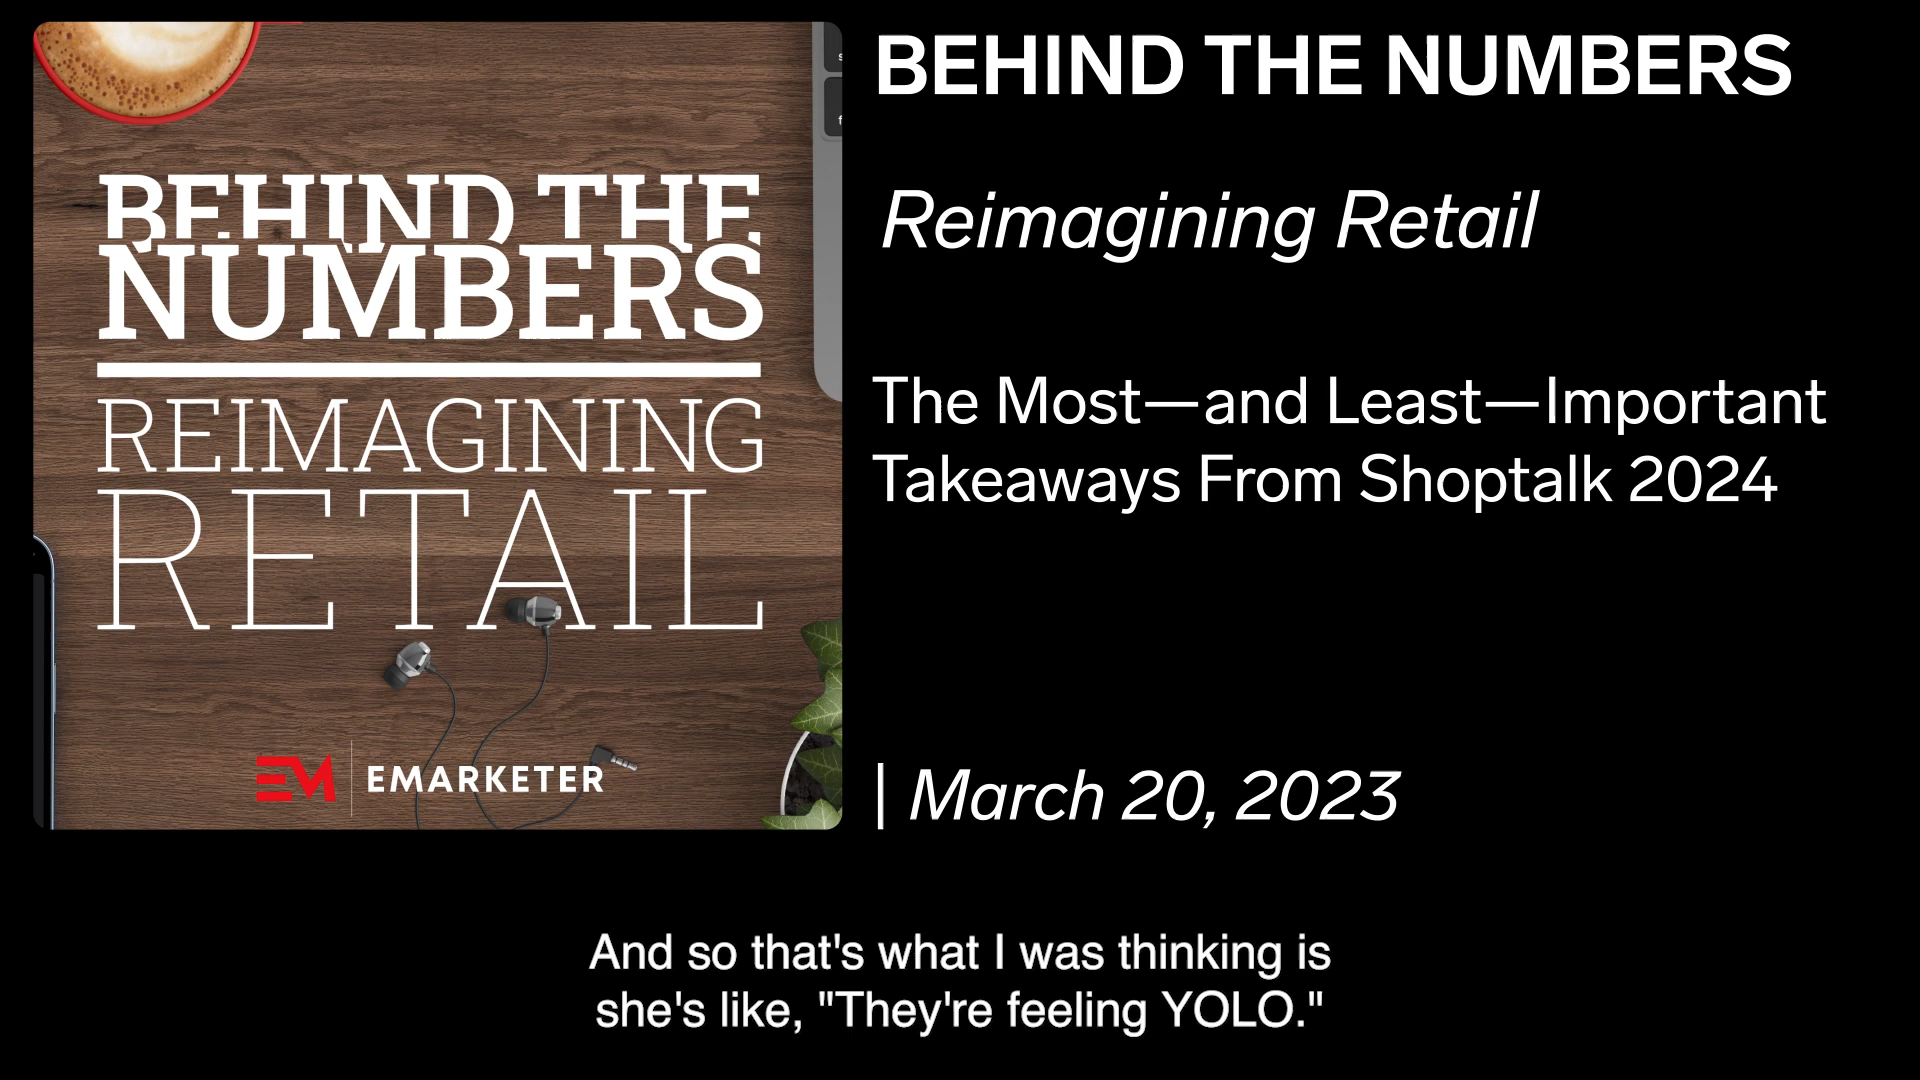 BEHIND THE
NUMBERS
REIMAGINING
RETAIL
EM EMARKETER
BEHIND THE NUMBERS
Reimagining Retail
The Most—and Least—Important
Takeaways From Shoptalk 2024
| March 20, 2023
And so that's what I was thinking is
she's like, "They're feeling YOLO."